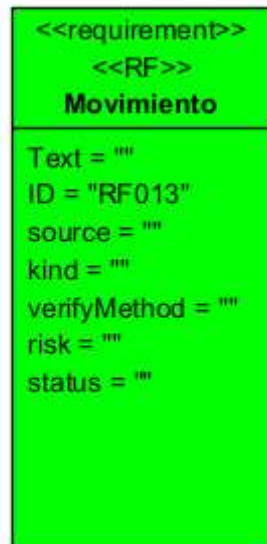 <<requirement>>
<<RF>>
Movimiento
Text = ""
ID = "RF013"
source = ""
kind = ""
verifyMethod = ""
risk = ""
status = ""